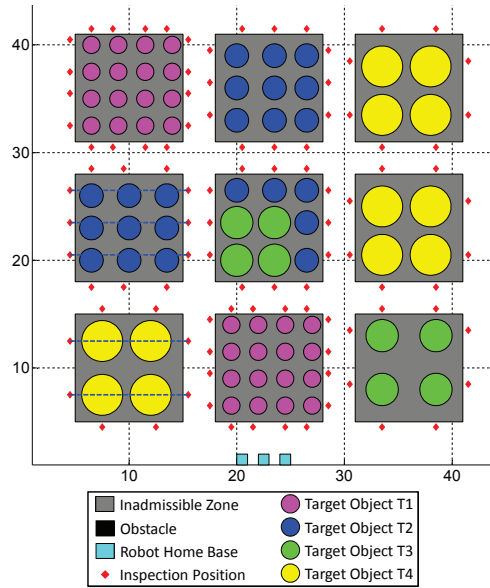 40
30
20
10
10 20 30 40
Inadmissible Zone
Obstacle
Robot Home Base
Inspection Position
Target Object T1
Target Object T2
Target Object T3
Target Object T4